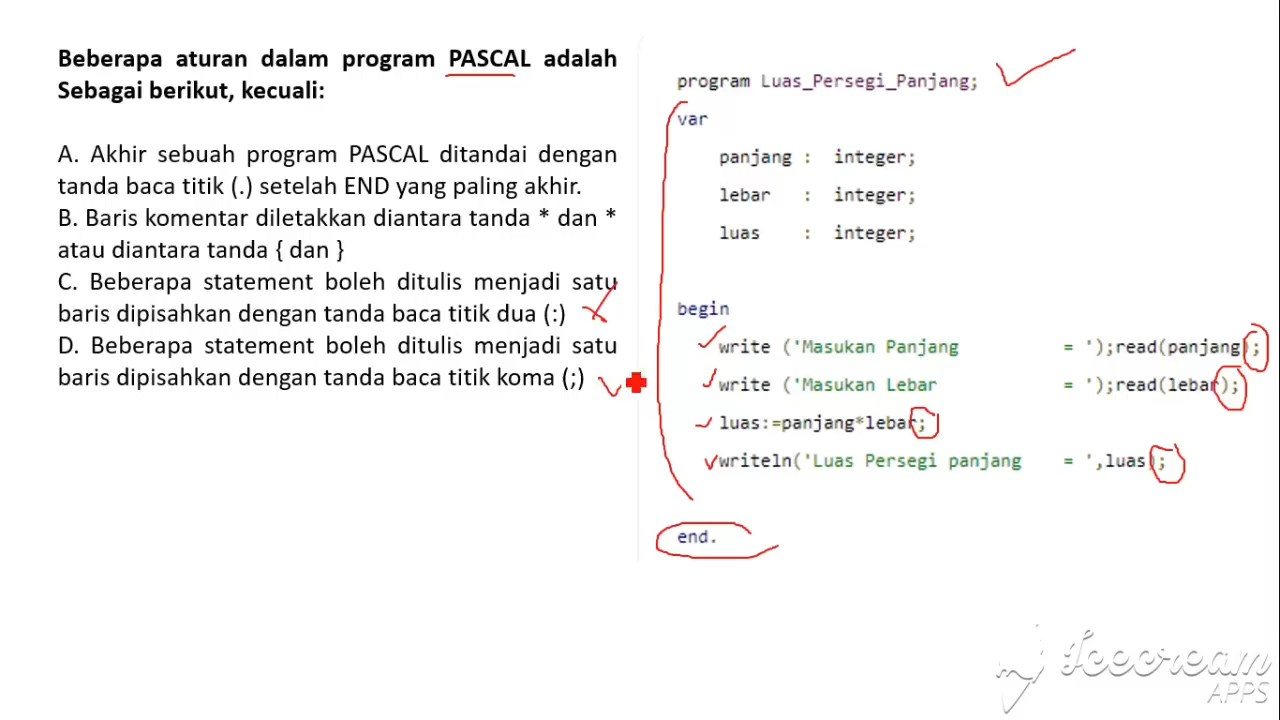 Beberapa aturan dalam program PASCAL adalah
Sebagai berikut, kecuali:
A. Akhir sebuah program PASCAL ditandai dengan
tanda baca titik (.) setelah END yang paling akhir.
B. Baris komentar diletakkan diantara tanda * dan *
atau diantara tanda { dan }
C. Beberapa statement boleh ditulis menjadi satu
baris dipisahkan dengan tanda baca titik dua (:)
D. Beberapa statement boleh ditulis menjadi satu
baris dipisahkan dengan tanda baca titik koma (;)
program Luas_Persegi_Panjang;
var
panjang : integer;
lebar : integer;
luas : integer;
begin
write ('Masukan Panjang = ');read(panjang);
write ('Masukan Lebar = ');read(lebar);
luas:=panjang*lebar;
writeln('Luas Persegi panjang = ',luas);
end.
Icecream
APPS